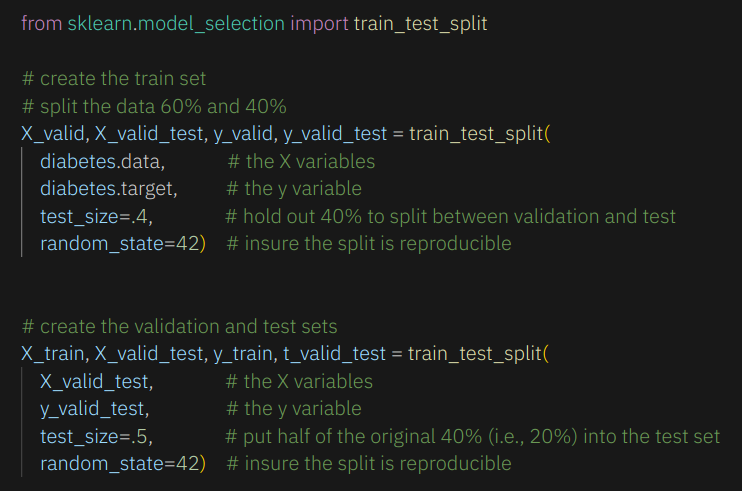 from sklearn.model_selection import train_test_split
# create the train set
# split the data 60% and 40%
X_valid, X_valid_test, y_valid, y_valid_test = train_test_split(
diabetes.data, # the X variables
diabetes.target, # the y variable
test_size=.4, # hold out 40% to split between validation and test
random_state=42) # insure the split is reproducible
# create the validation and test sets
X_train, X_valid_test, y_train, t_valid_test = train_test_split(
X_valid_test, # the X variables
y_valid_test, # the y variable
test_size=.5, # put half of the original 40% (i.e., 20%) into the test set
random_state=42) # insure the split is reproducible